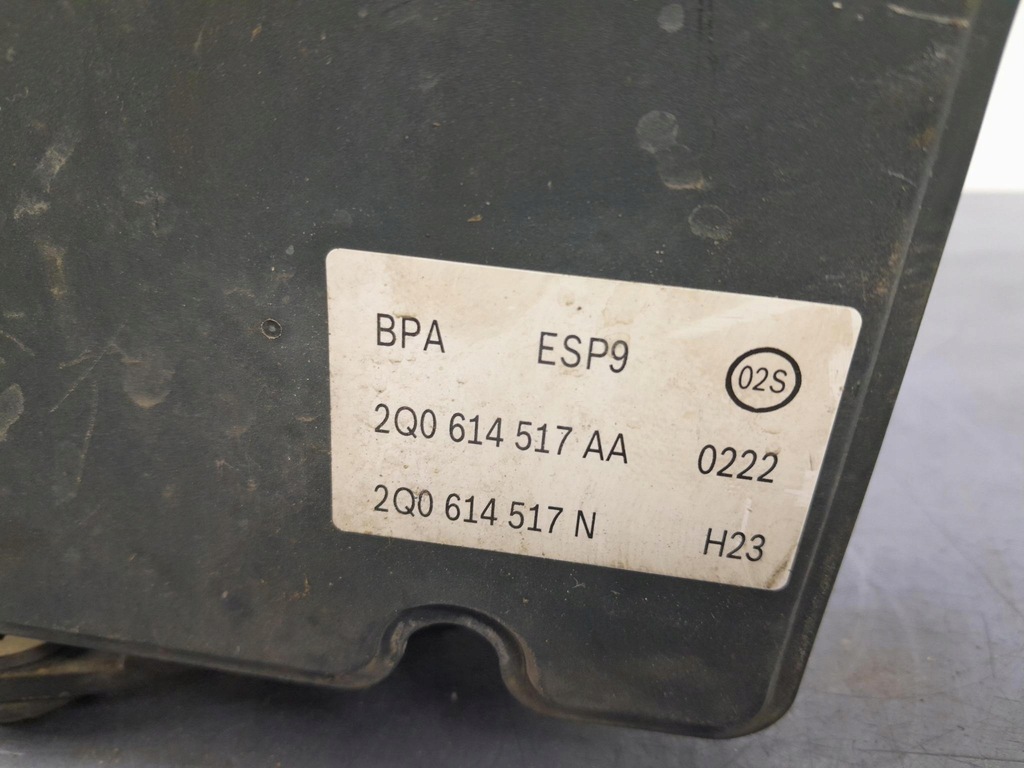 BPA ESP9 02S
2Q0 614 517 AA 0222
2Q0 614 517 N H23